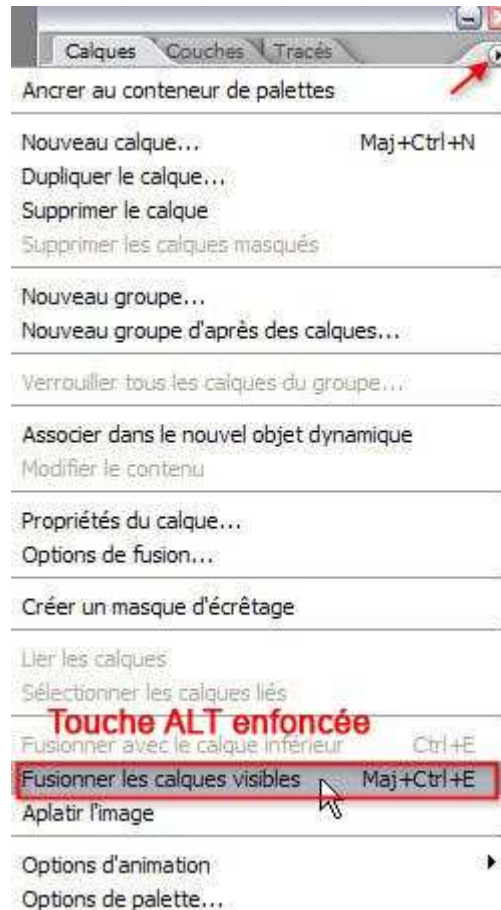 Calques Couches Tracés
Ancrer au conteneur de palettes
Nouveau calque... Maj+Ctrl+N
Dupliquer le calque...
Supprimer le calque
Supprimer les calques masqués
Nouveau groupe...
Nouveau groupe d'après des calques...
Verrouiller tous les calques du groupe...
Associer dans le nouvel objet dynamique
Modifier le contenu
Propriétés du calque...
Options de fusion...
Créer un masque d'écrêtage
Lier les calques
Sélectionner les calques liés
Touche ALT enfoncée
Fusionner avec le calque inférieur Ctrl+E
Fusionner les calques visibles Maj+Ctrl+E
Aplatir l'image
Options d'animation
Options de palette...